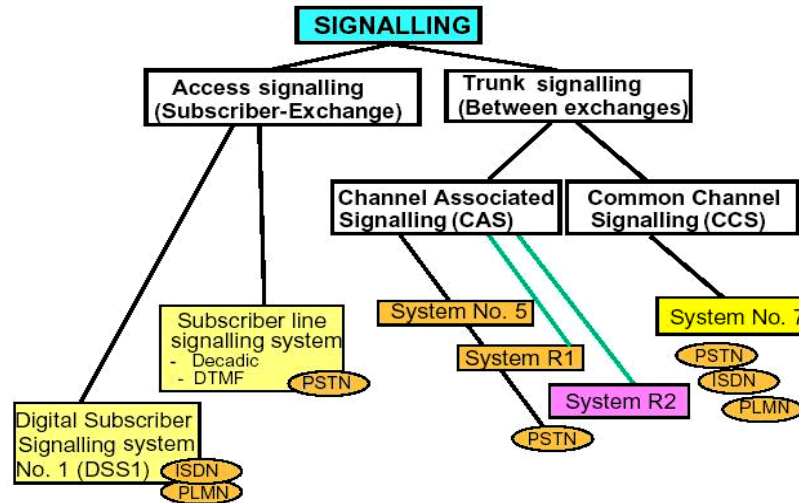 SIGNALLING
Access signalling
(Subscriber-Exchange)
Trunk signalling
(Between exchanges)
Channel Associated
Signalling (CAS)
Common Channel
Signalling (CCS)
System No. 5
System R1
System R2
PSTN
System No. 7
PSTN
ISDN
PLMN
Subscriber line
signalling system
- Decadic
- DTMF
PSTN
Digital Subscriber
Signalling system
No. 1 (DSS1)
ISDN
PLMN